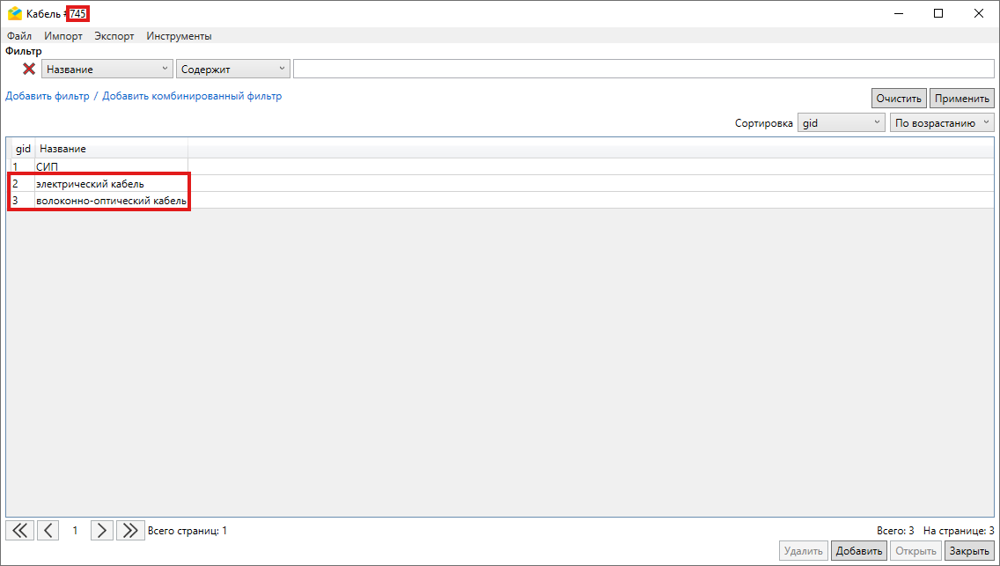 Кабель #745
Файл Импорт Экспорт Инструменты
Фильтр
Название Содержит
Добавить фильтр / Добавить комбинированный фильтр
Очистить Применить
Сортировка gid По возрастанию
gid Название
1 СИП
2 электрический кабель
3 волоконно-оптический кабель
1 Всего страниц: 1
Всего: 3 На странице: 3
Удалить Добавить Открыть Закрыть